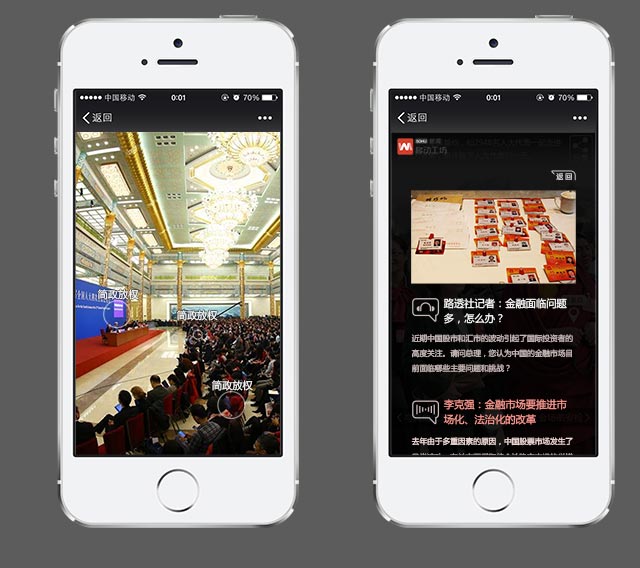 中国移动
0:01
70%
返回
简政放权
简政放权
简政放权
中国移动
0:01
70%
返回
移动工坊
返回
路透社记者：金融面临问题
多，怎么办？
近期中国股市和汇市的波动引起了国际投资者的
高度关注。请问总理，您认为中国的金融市场目
前面临哪些主要问题和挑战？
李克强：金融市场要推进市
场化、法治化的改革
去年由于多重因素的原因，中国股票市场发生了